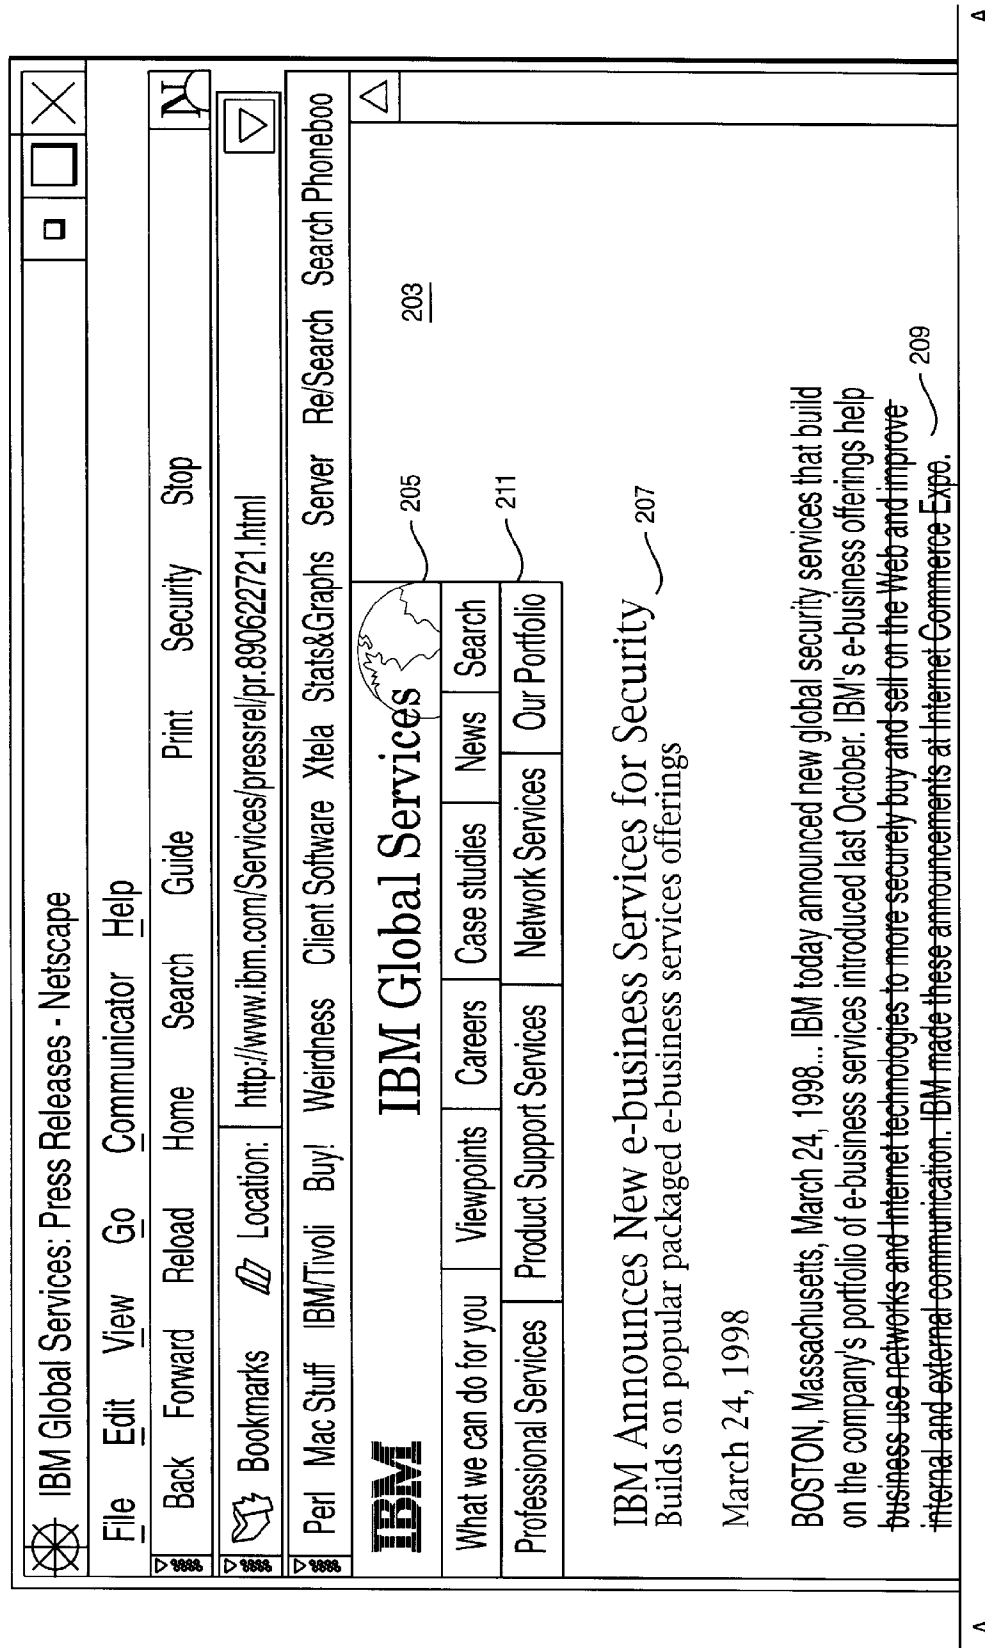 IBM Global Services: Press Releases - Netscape
File Edit View Go Communicator Help
Back Forward Reload Home Search Guide Print Security Stop
N
Bookmarks Location: http://www.ibm.com/Services/pressrel/pr.890622721.html
Perl Mac Stuff IBM/Tivoli Buy! Weirdness Client Software Xtela Stats&Graphs Server Re/Search Search Phoneboo
IBM IBM Global Services 205
203
What we can do for you Viewpoints Careers Case studies News Search
Professional Services Product Support Services Network Services Our Portfolio 211
IBM Announces New e-business Services for Security 207
Builds on popular packaged e-business services offerings
March 24, 1998
BOSTON, Massachusetts, March 24, 1998... IBM today announced new global security services that build
on the company's portfolio of e-business services introduced last October. IBM's e-business offerings help
business use networks and Internet technologies to more securely buy and sell on the Web and improve
internal and external communication. IBM made these announcements at Internet Commerce Expo. 209
A A